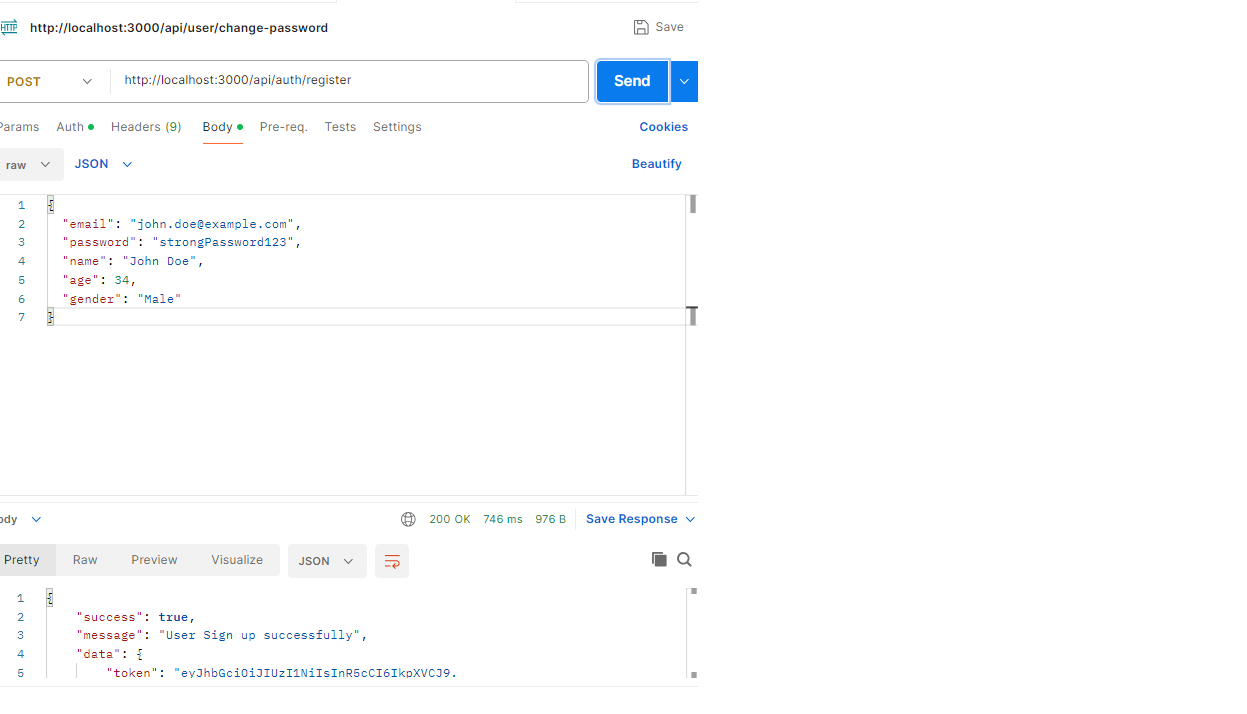 HTTP http://localhost:3000/api/user/change-password Save
POST http://localhost:3000/api/auth/register Send
Params Auth Headers (9) Body Pre-req. Tests Settings Cookies
raw JSON Beautify
1 {
2 "email": "john.doe@example.com",
3 "password": "strongPassword123",
4 "name": "John Doe",
5 "age": 34,
6 "gender": "Male"
7 }
ody 200 OK 746 ms 976 B Save Response
Pretty Raw Preview Visualize JSON
1 {
2 "success": true,
3 "message": "User Sign up successfully",
4 "data": {
5 "token": "eyJhbGciOiJIUzI1NiIsInR5cCI6IkpXVCJ9.